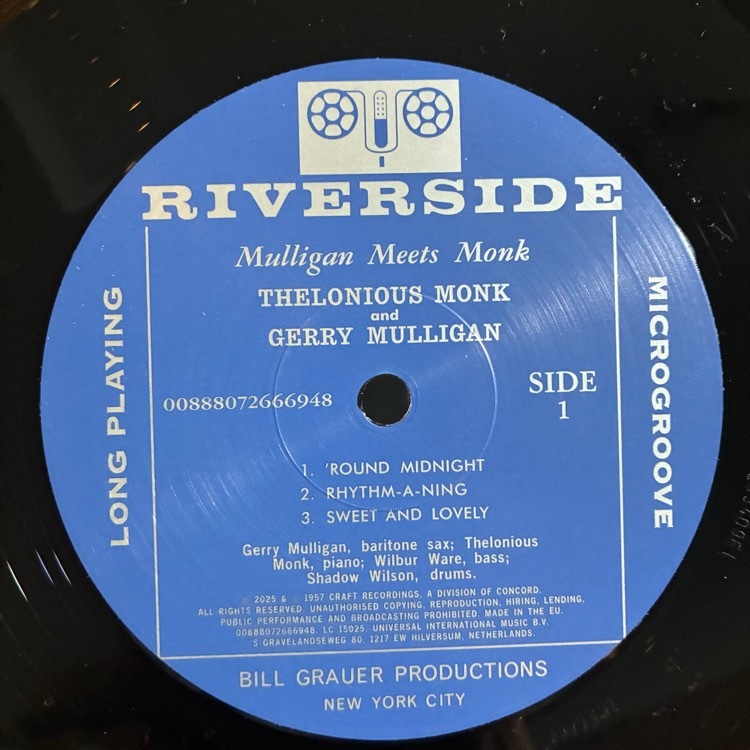 RIVERSIDE
Mulligan Meets Monk
THELONIOUS MONK
and
GERRY MULLIGAN
LONG PLAYING
MICROGROOVE
00888072666948
SIDE
1
1. 'ROUND MIDNIGHT
2. RHYTHM-A-NING
3. SWEET AND LOVELY
Gerry Mulligan, baritone sax; Thelonious
Monk, piano; Wilbur Ware, bass;
Shadow Wilson, drums.
2025 & 1957 CRAFT RECORDINGS, A DIVISION OF CONCORD.
ALL RIGHTS RESERVED. UNAUTHORISED COPYING, REPRODUCTION, HIRING, LENDING,
PUBLIC PERFORMANCE AND BROADCASTING PROHIBITED. MADE IN THE EU.
00888072666948. LC 15025. UNIVERSAL INTERNATIONAL MUSIC B.V.
'S GRAVELANDSEWEG 80, 1217 EW HILVERSUM, NETHERLANDS.
BILL GRAUER PRODUCTIONS
NEW YORK CITY